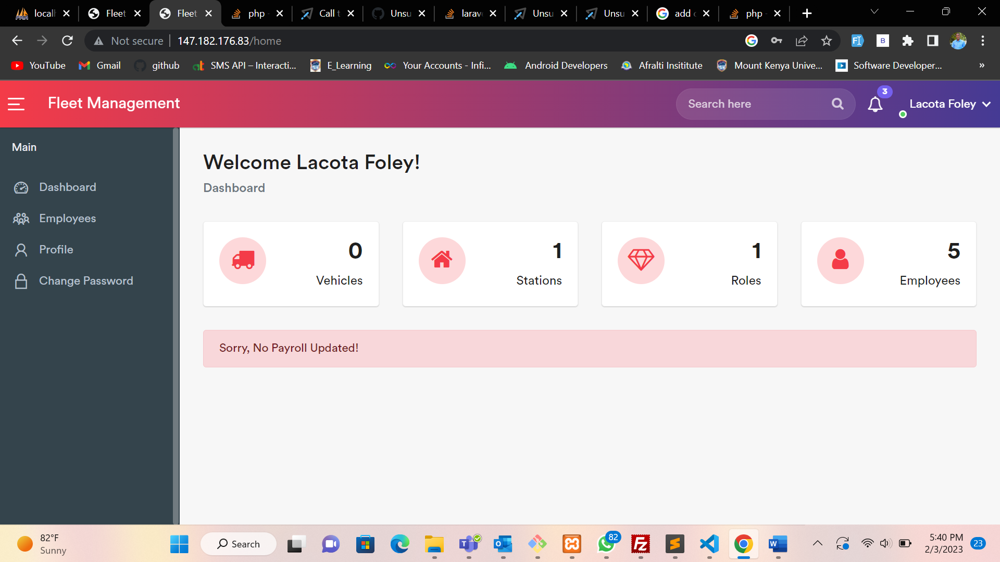 locall
Fleet
Fleet
php -
Call t
Unsu
larave
Unsu
Unsu
add c
php -
Not secure
147.182.176.83/home
YouTube
Gmail
github
SMS API – Interacti...
E_Learning
Your Accounts - Infi...
Android Developers
Afralti Insititute
Mount Kenya Unive...
Software Developer...
»
Fleet Management
Search here
3
Lacota Foley
Main
Dashboard
Employees
Profile
Change Password
Welcome Lacota Foley!
Dashboard
0
Vehicles
1
Stations
1
Roles
5
Employees
Sorry, No Payroll Updated!
82°F
Sunny
Search
82
5:40 PM
2/3/2023
23